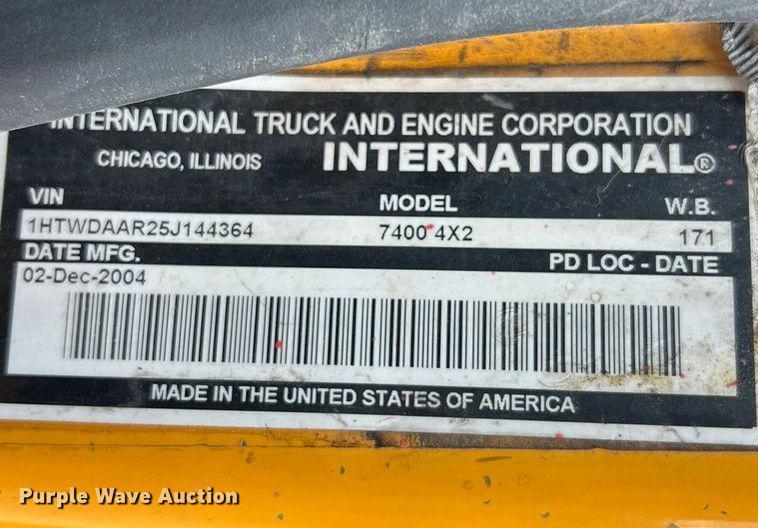 INTERNATIONAL TRUCK AND ENGINE CORPORATION
CHICAGO, ILLINOIS INTERNATIONAL®
VIN MODEL W.B.
1HTWDAAR25J144364 7400 4X2 171
DATE MFG. PD LOC - DATE
02-Dec-2004
MADE IN THE UNITED STATES OF AMERICA
Purple Wave Auction